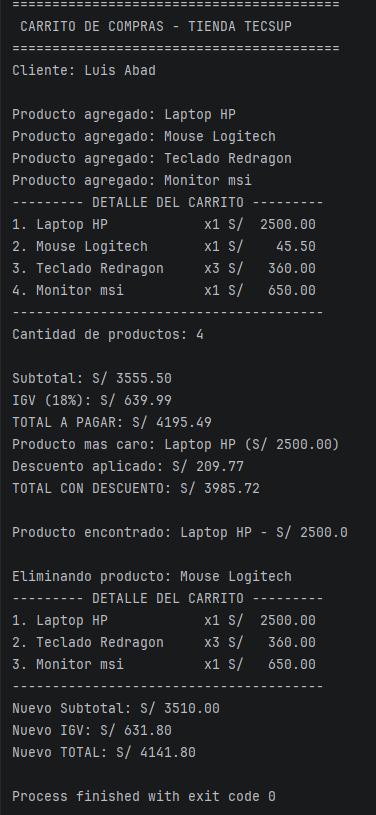 =========================================
 CARRITO DE COMPRAS - TIENDA TECSUP
=========================================
Cliente: Luis Abad

Producto agregado: Laptop HP
Producto agregado: Mouse Logitech
Producto agregado: Teclado Redragon
Producto agregado: Monitor msi
--------- DETALLE DEL CARRITO ---------
1. Laptop HP            x1 S/  2500.00
2. Mouse Logitech       x1 S/    45.50
3. Teclado Redragon     x3 S/   360.00
4. Monitor msi          x1 S/   650.00
---------------------------------------
Cantidad de productos: 4

Subtotal: S/ 3555.50
IGV (18%): S/ 639.99
TOTAL A PAGAR: S/ 4195.49
Producto mas caro: Laptop HP (S/ 2500.00)
Descuento aplicado: S/ 209.77
TOTAL CON DESCUENTO: S/ 3985.72

Producto encontrado: Laptop HP - S/ 2500.0

Eliminando producto: Mouse Logitech
--------- DETALLE DEL CARRITO ---------
1. Laptop HP            x1 S/  2500.00
2. Teclado Redragon     x3 S/   360.00
3. Monitor msi          x1 S/   650.00
---------------------------------------
Nuevo Subtotal: S/ 3510.00
Nuevo IGV: S/ 631.80
Nuevo TOTAL: S/ 4141.80

Process finished with exit code 0